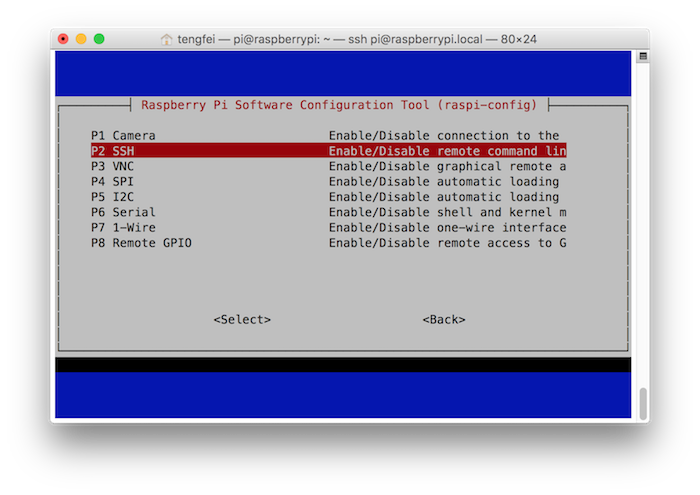 tengfei — pi@raspberrypi: ~ — ssh pi@raspberrypi.local — 80×24
Raspberry Pi Software Configuration Tool (raspi-config)
P1 Camera Enable/Disable connection to the
P2 SSH Enable/Disable remote command lin
P3 VNC Enable/Disable graphical remote a
P4 SPI Enable/Disable automatic loading
P5 I2C Enable/Disable automatic loading
P6 Serial Enable/Disable shell and kernel m
P7 1-Wire Enable/Disable one-wire interface
P8 Remote GPIO Enable/Disable remote access to G
<Select> <Back>